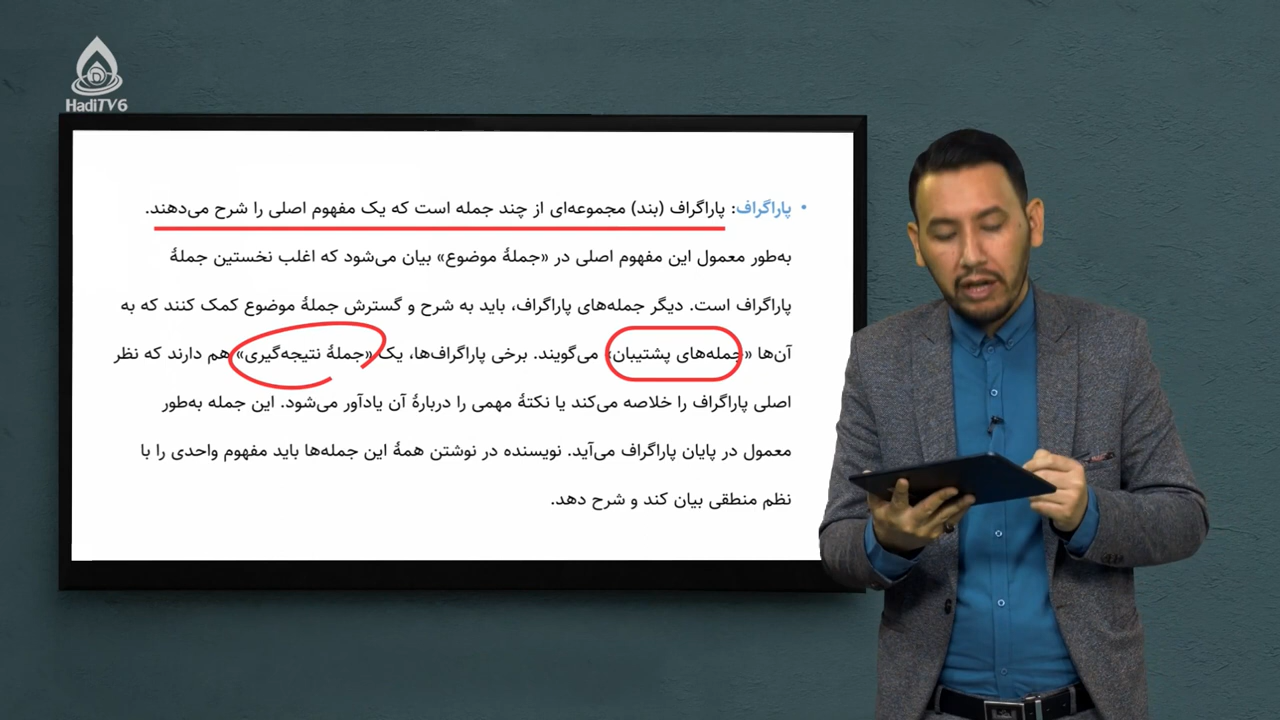 HadiTV6
• پاراگراف: پاراگراف (بند) مجموعه‌ای از چند جمله است که یک مفهوم اصلی را شرح می‌دهند.
به‌طور معمول این مفهوم اصلی در «جملهٔ موضوع» بیان می‌شود که اغلب نخستین جملهٔ
پاراگراف است. دیگر جمله‌های پاراگراف، باید به شرح و گسترش جملهٔ موضوع کمک کنند که به
آن‌ها «جمله‌های پشتیبان» می‌گویند. برخی پاراگراف‌ها، یک «جملهٔ نتیجه‌گیری» هم دارند که نظر
اصلی پاراگراف را خلاصه می‌کند یا نکتهٔ مهمی را دربارهٔ آن یادآور می‌شود. این جمله به‌طور
معمول در پایان پاراگراف می‌آید. نویسنده در نوشتن همهٔ این جمله‌ها باید مفهوم واحدی را با
نظم منطقی بیان کند و شرح دهد.